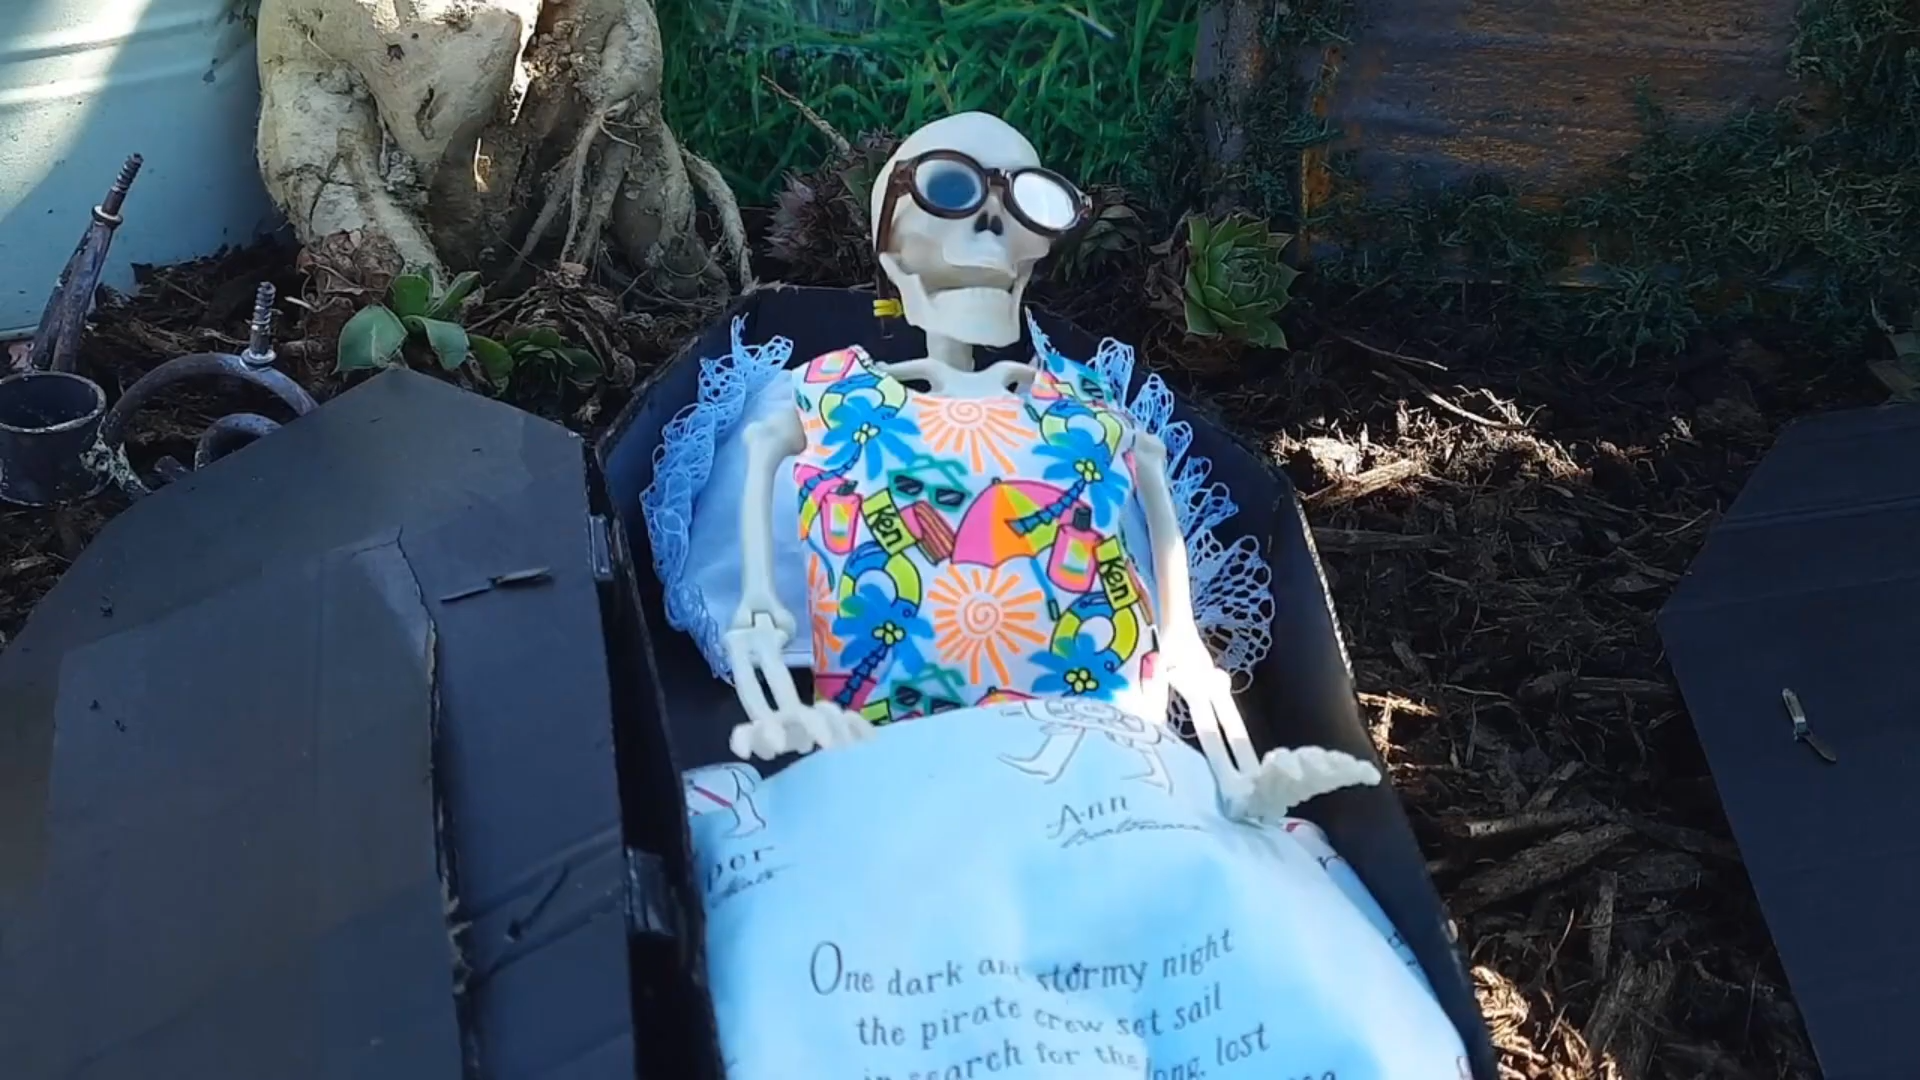 Ken
Ken
Ann
One dark and stormy night
the pirate crew set sail
in search for the long lost